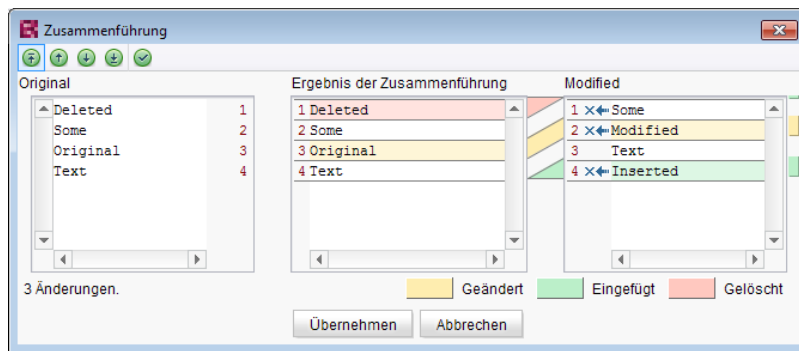 Zusammenführung
Original
Ergebnis der Zusammenführung
Modified
Deleted 1
Some 2
Original 3
Text 4
1 Deleted
2 Some
3 Original
4 Text
1 Some
2 Modified
3 Text
4 Inserted
3 Änderungen.
Geändert
Eingefügt
Gelöscht
Übernehmen
Abbrechen